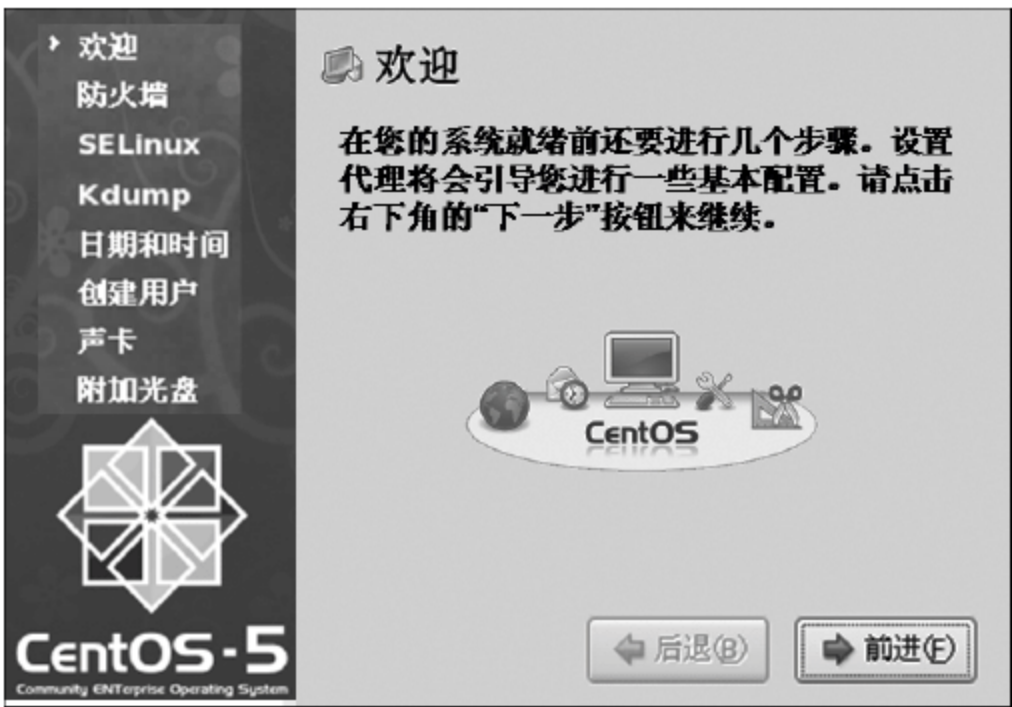 欢迎
防火墙
SELinux
Kdump
日期和时间
创建用户
声卡
附加光盘
CentOS-5
Community ENTerprise Operating System
欢迎
在您的系统就绪前还要进行几个步骤。设置
代理将会引导您进行一些基本配置。请点击
右下角的“下一步”按钮来继续。
CentOS
后退(B)
前进(F)